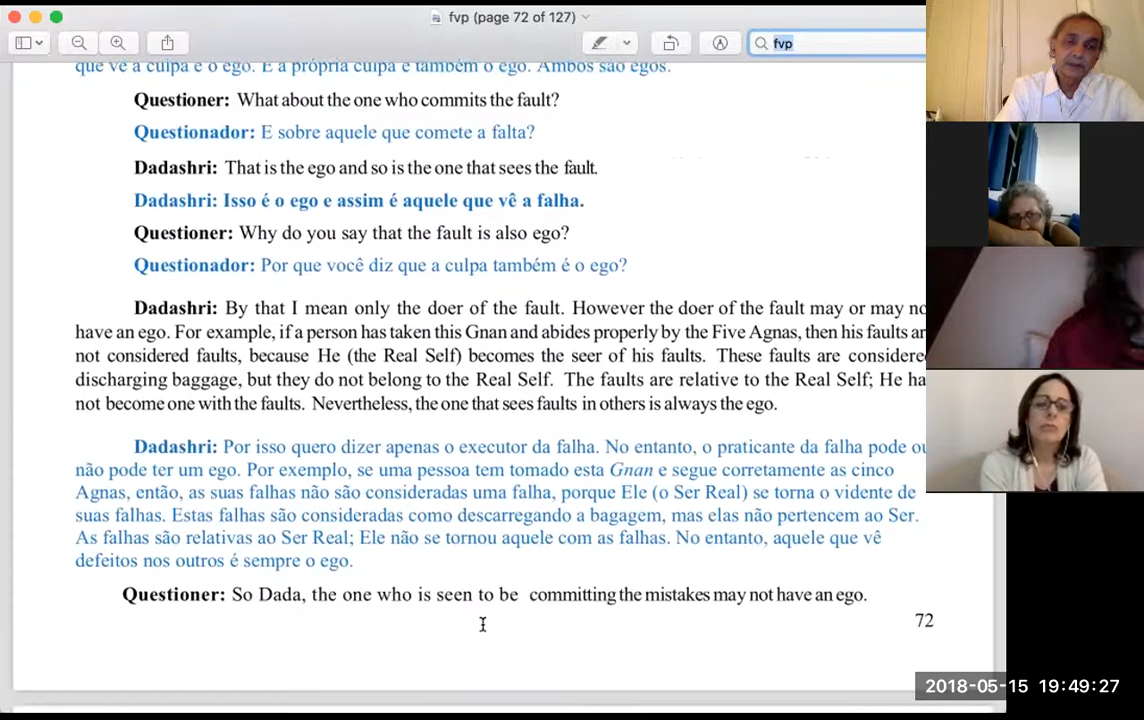 fvp (page 72 of 127)
fvp
que vê a culpa é o ego. E a própria culpa é também o ego. Ambos são egos.
Questioner: What about the one who commits the fault?
Questionador: E sobre aquele que comete a falta?
Dadashri: That is the ego and so is the one that sees the fault.
Dadashri: Isso é o ego e assim é aquele que vê a falha.
Questioner: Why do you say that the fault is also ego?
Questionador: Por que você diz que a culpa também é o ego?
Dadashri: By that I mean only the doer of the fault. However the doer of the fault may or may no
have an ego. For example, if a person has taken this Gnan and abides properly by the Five Agnas, then his faults ar
not considered faults, because He (the Real Self) becomes the seer of his faults. These faults are considere
discharging baggage, but they do not belong to the Real Self. The faults are relative to the Real Self; He ha
not become one with the faults. Nevertheless, the one that sees faults in others is always the ego.
Dadashri: Por isso quero dizer apenas o executor da falha. No entanto, o praticante da falha pode ou
não pode ter um ego. Por exemplo, se uma pessoa tem tomado esta Gnan e segue corretamente as cinco
Agnas, então, as suas falhas não são consideradas uma falha, porque Ele (o Ser Real) se torna o vidente de
suas falhas. Estas falhas são consideradas como descarregando a bagagem, mas elas não pertencem ao Ser.
As falhas são relativas ao Ser Real; Ele não se tornou aquele com as falhas. No entanto, aquele que vê
defeitos nos outros é sempre o ego.
Questioner: So Dada, the one who is seen to be committing the mistakes may not have an ego.
72
2018-05-15 19:49:27